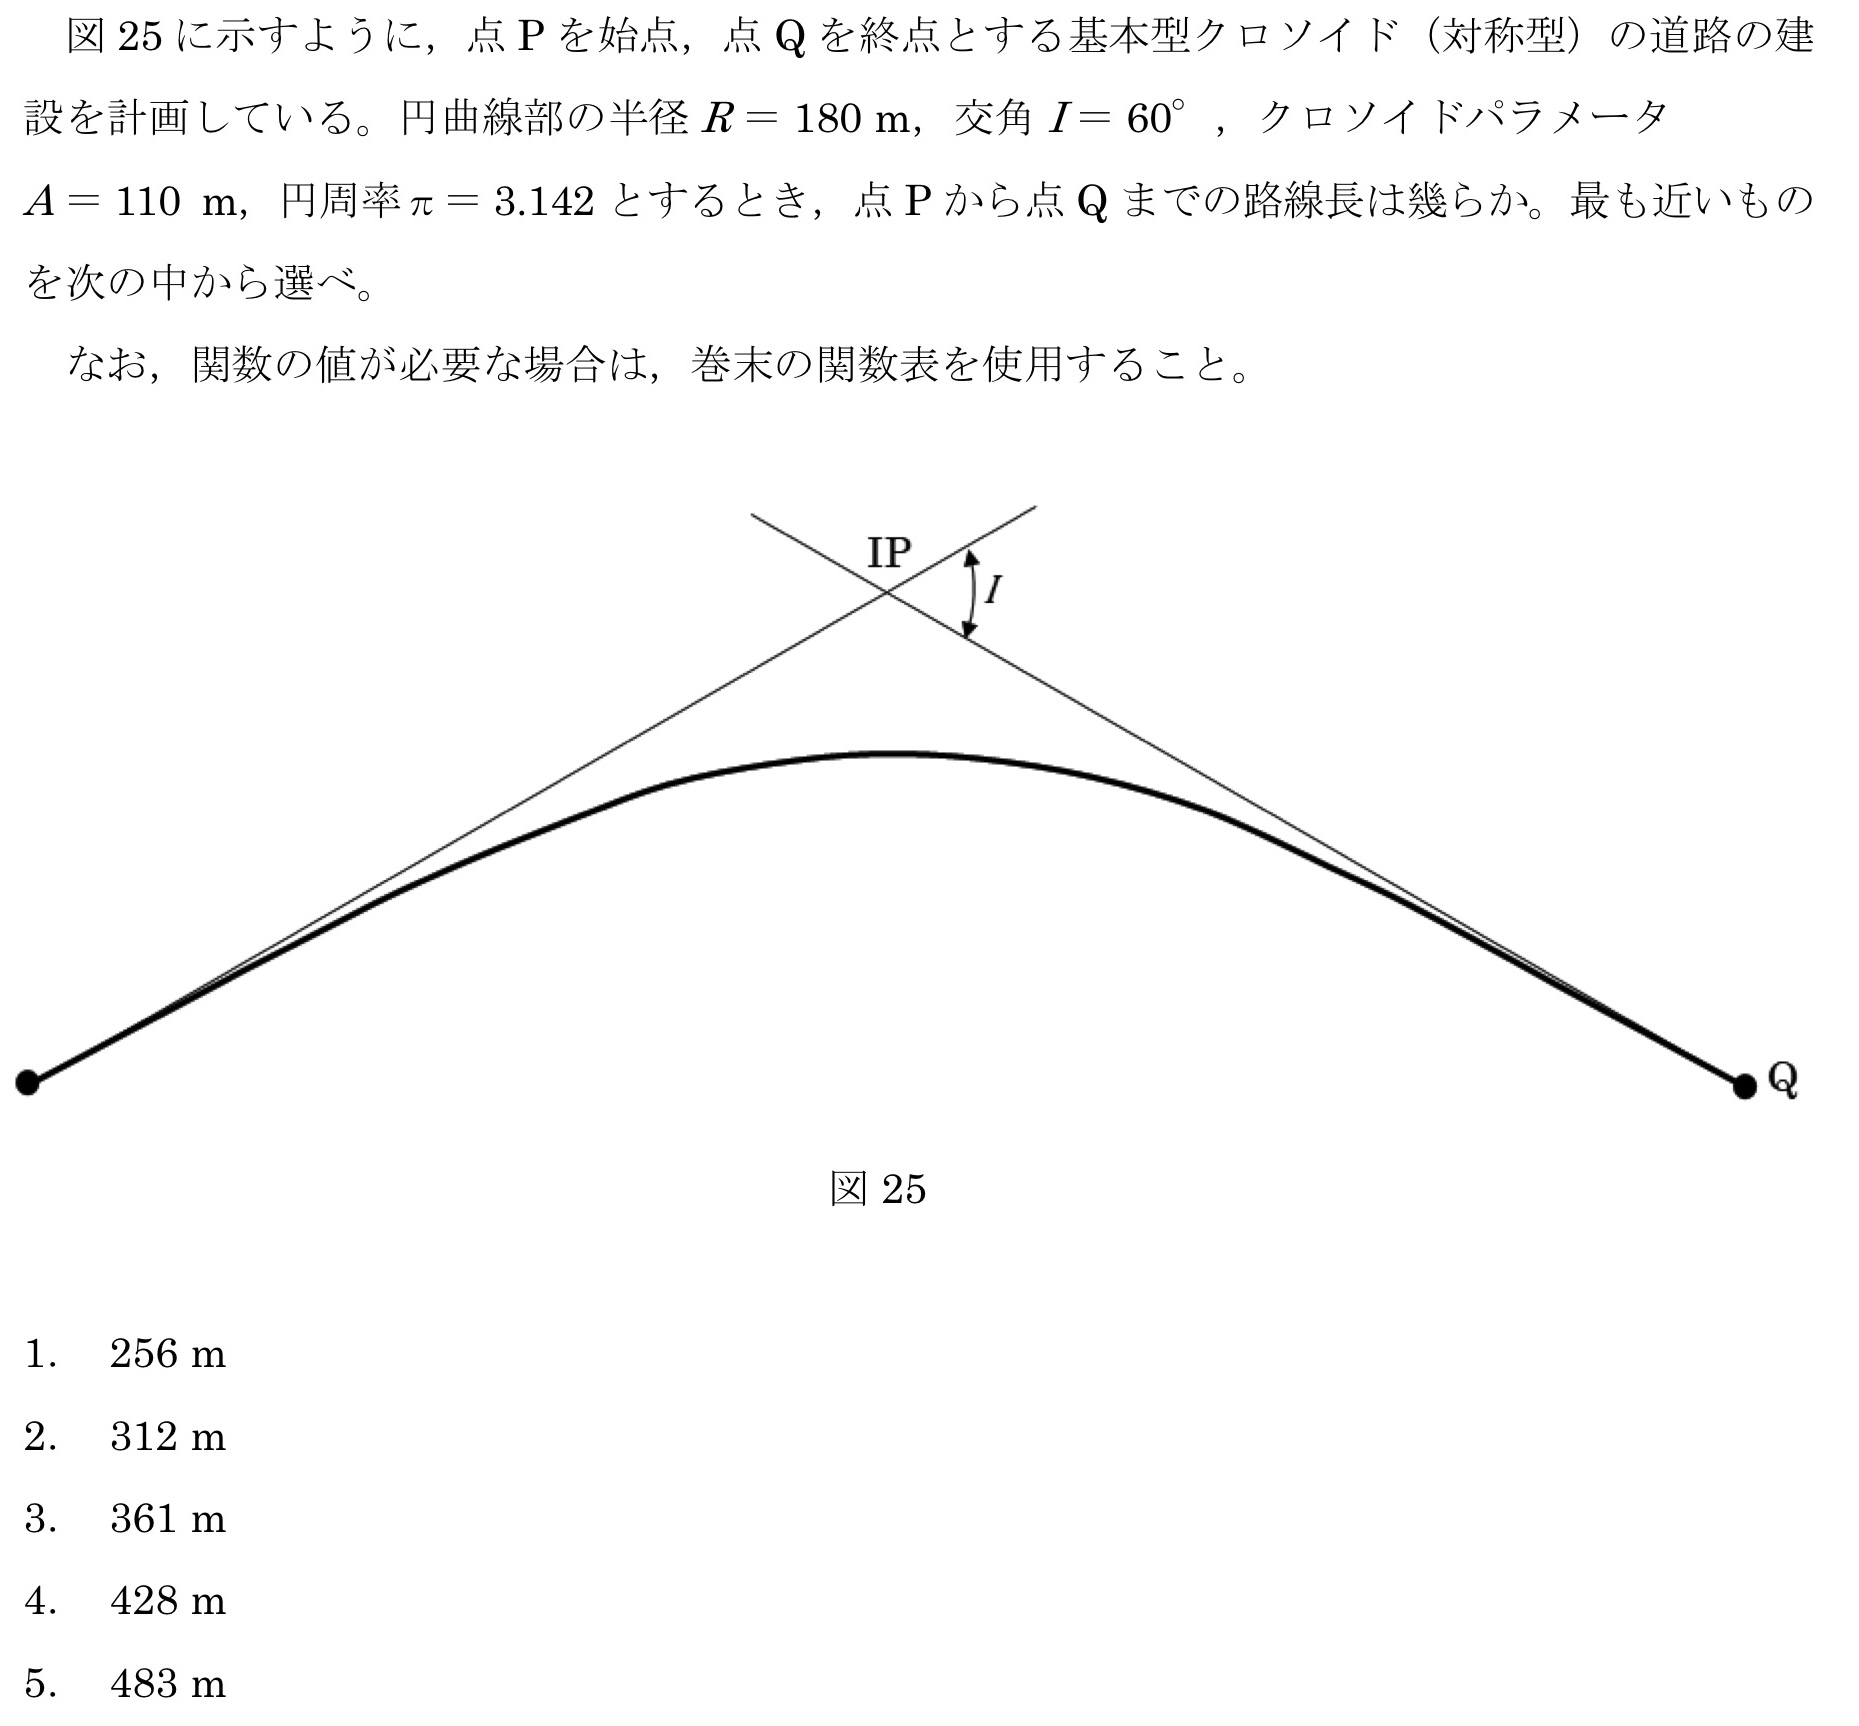 図 25 に示すように，点 P を始点，点 Q を終点とする基本型クロソイド（対称型）の道路の建
設を計画している。円曲線部の半径 R = 180 m，交角 I = 60°，クロソイドパラメータ
A = 110 m，円周率 π = 3.142 とするとき，点 P から点 Q までの路線長は幾らか。最も近いもの
を次の中から選べ。
なお，関数の値が必要な場合は，巻末の関数表を使用すること。
IP
I
Q
図 25
1. 256 m
2. 312 m
3. 361 m
4. 428 m
5. 483 m